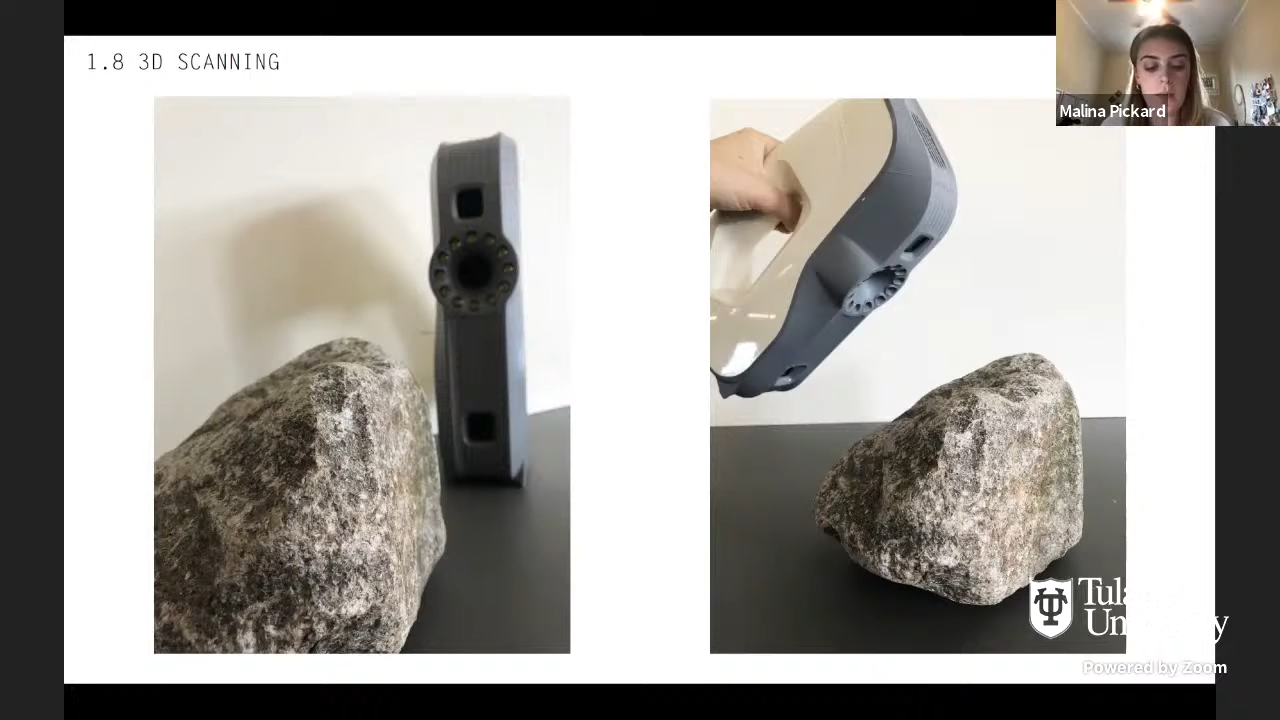 1.8 3D SCANNING
Malina Pickard
Tulane
University
Powered by Zoom